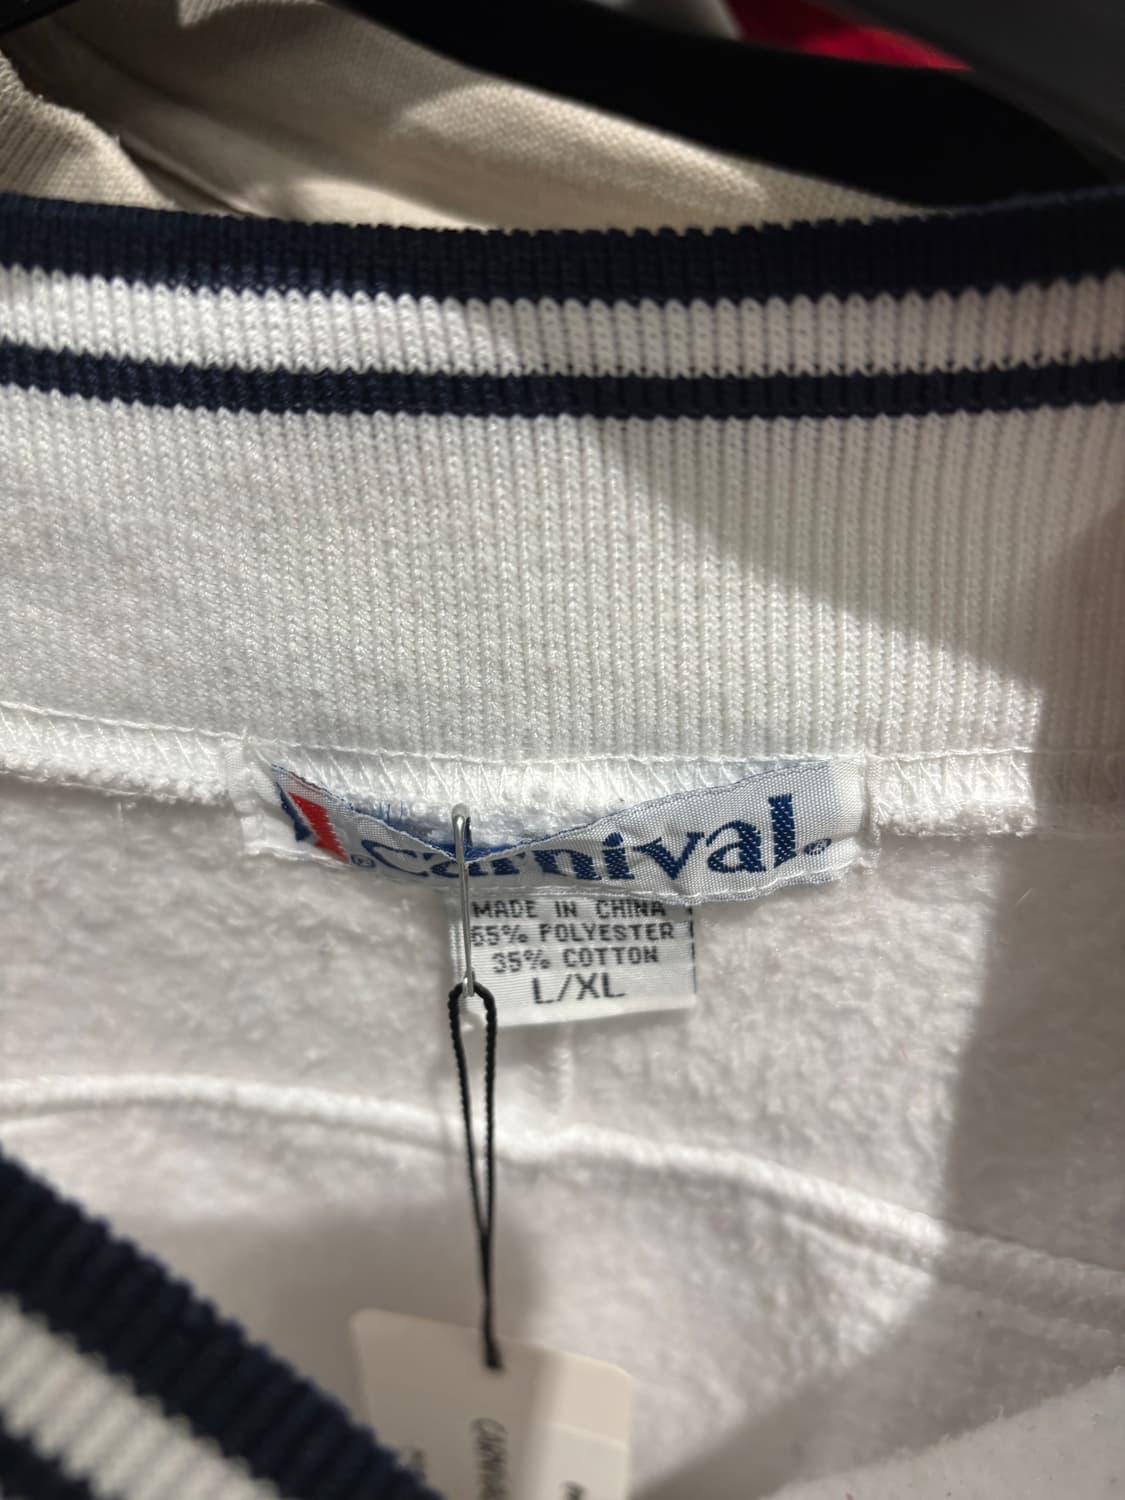 ® Carnival®
MADE IN CHINA
65% POLYESTER
35% COTTON
L/XL